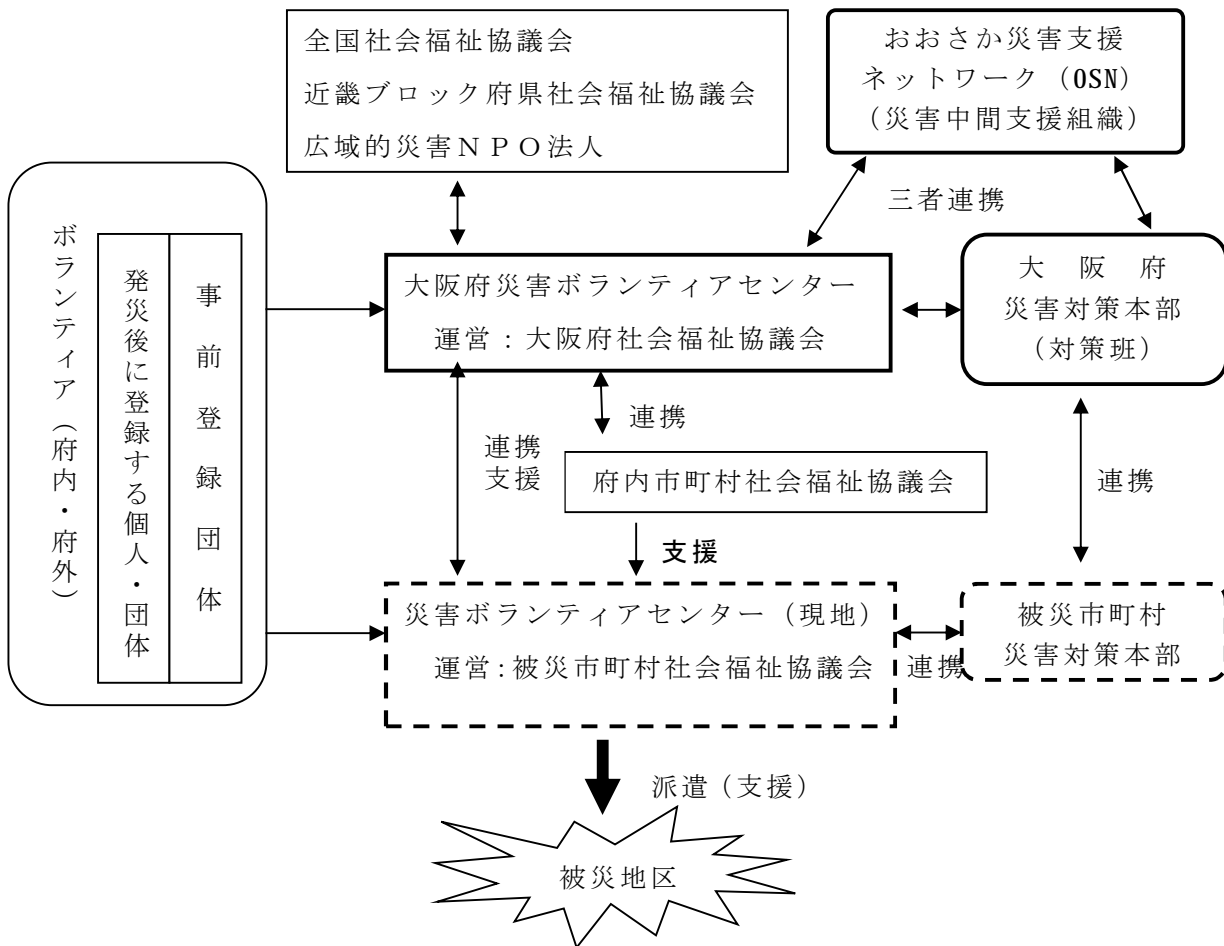 全国社会福祉協議会
近畿ブロック府県社会福祉協議会
広域的災害ＮＰＯ法人
おおさか災害支援
ネットワーク（OSN）
（災害中間支援組織）
三者連携
ボランティア（府内・府外）
発災後に登録する個人・団体
事前登録団体
大阪府災害ボランティアセンター
運営：大阪府社会福祉協議会
大　阪　府
災害対策本部
（対策班）
連携
支援
連携
府内市町村社会福祉協議会
連携
支援
災害ボランティアセンター（現地）
運営：被災市町村社会福祉協議会
連携
被災市町村
災害対策本部
派遣（支援）
被災地区